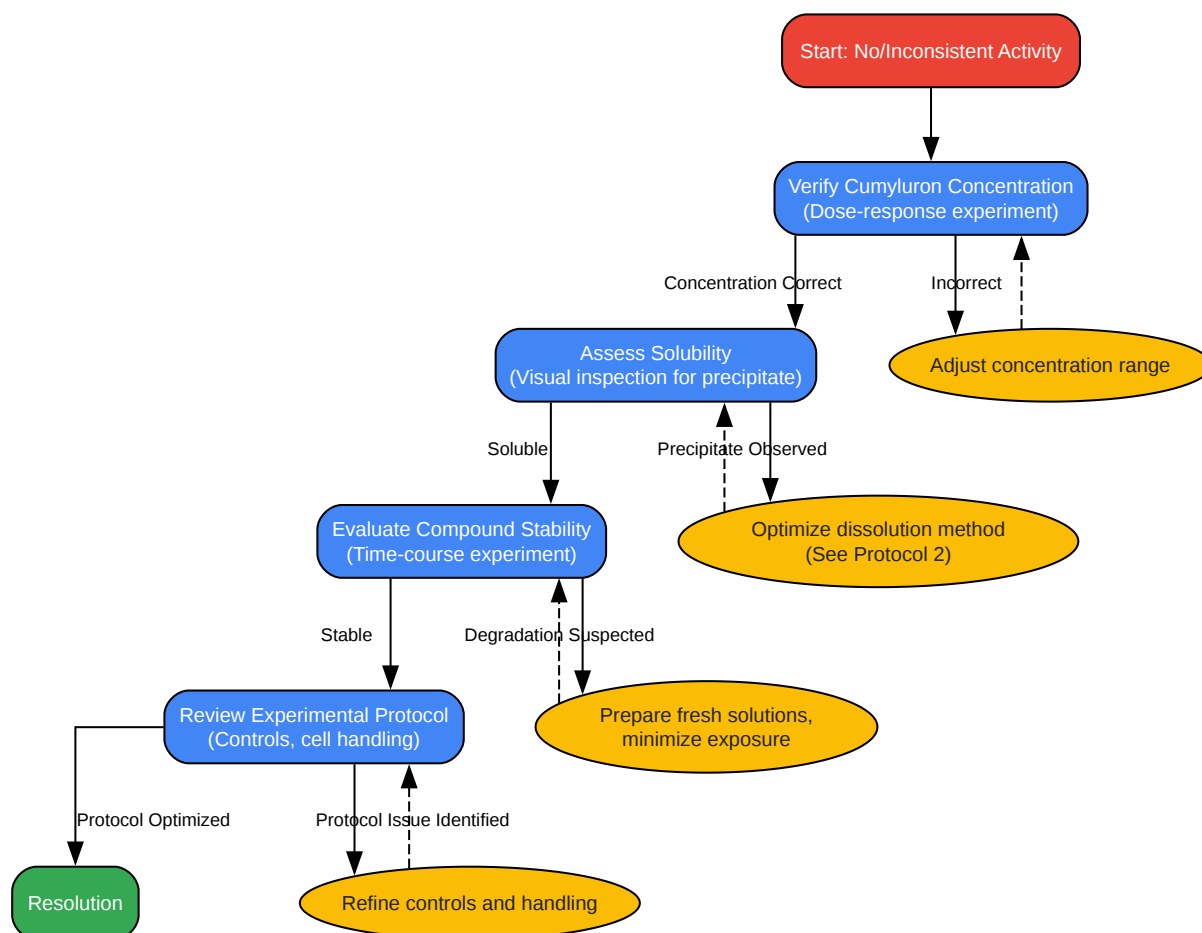 Start: No/Inconsistent Activity
Verify Cumyluron Concentration
(Dose-response experiment)
Concentration Correct
Incorrect
Assess Solubility
(Visual inspection for precipitate)
Adjust concentration range
Soluble
Precipitate Observed
Evaluate Compound Stability
(Time-course experiment)
Optimize dissolution method
(See Protocol 2)
Stable
Degradation Suspected
Review Experimental Protocol
(Controls, cell handling)
Prepare fresh solutions,
minimize exposure
Protocol Optimized
Protocol Issue Identified
Resolution
Refine controls and handling